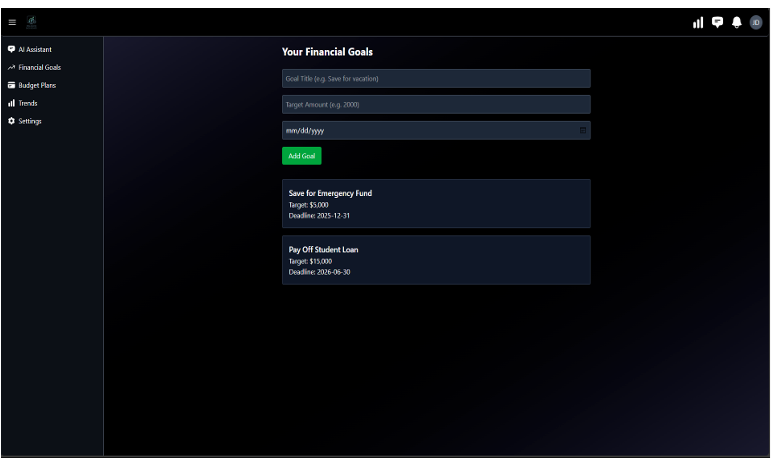 JD
AI Assistant
Financial Goals
Budget Plans
Trends
Settings
Your Financial Goals
Goal Title (e.g. Save for vacation)
Target Amount (e.g. 2000)
mm/dd/yyyy
Add Goal
Save for Emergency Fund
Target: $5,000
Deadline: 2025-12-31
Pay Off Student Loan
Target: $15,000
Deadline: 2026-06-30